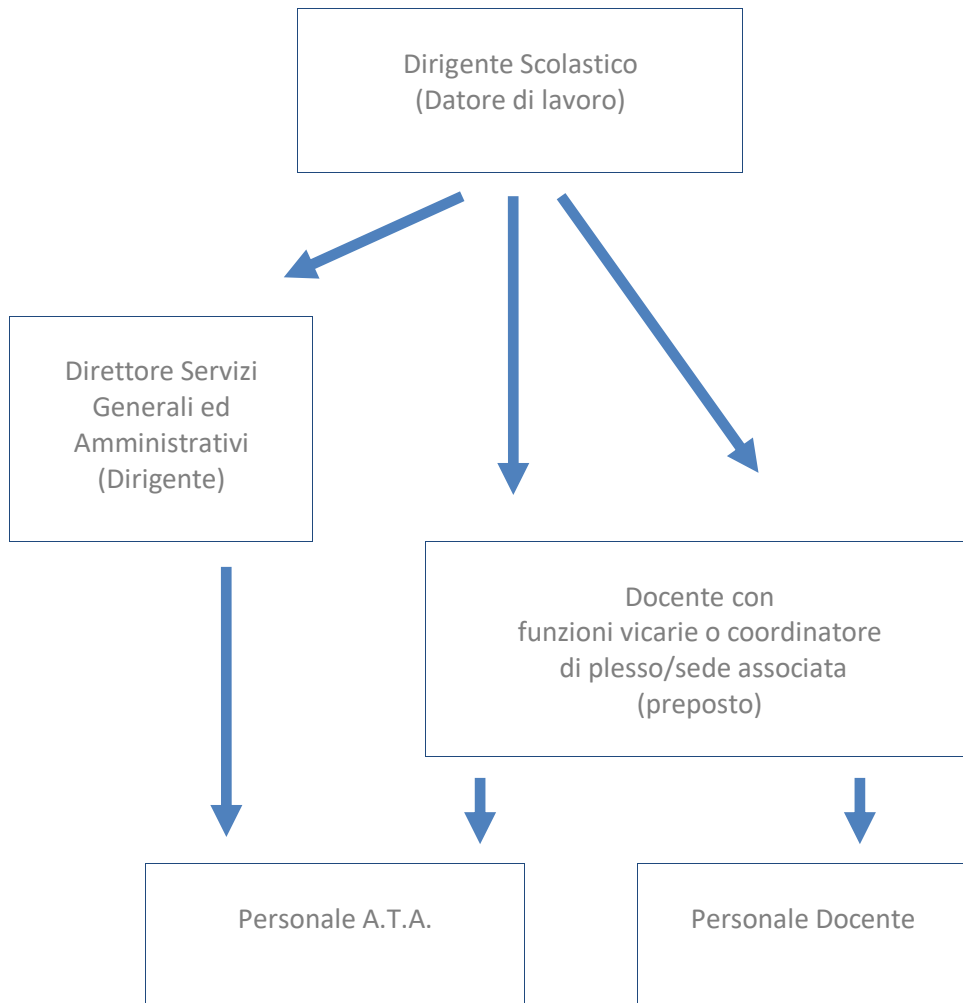 Dirigente Scolastico
(Datore di lavoro)
Direttore Servizi
Generali ed
Amministrativi
(Dirigente)
Docente con
funzioni vicarie o coordinatore
di plesso/sede associata
(preposto)
Personale A.T.A.
Personale Docente